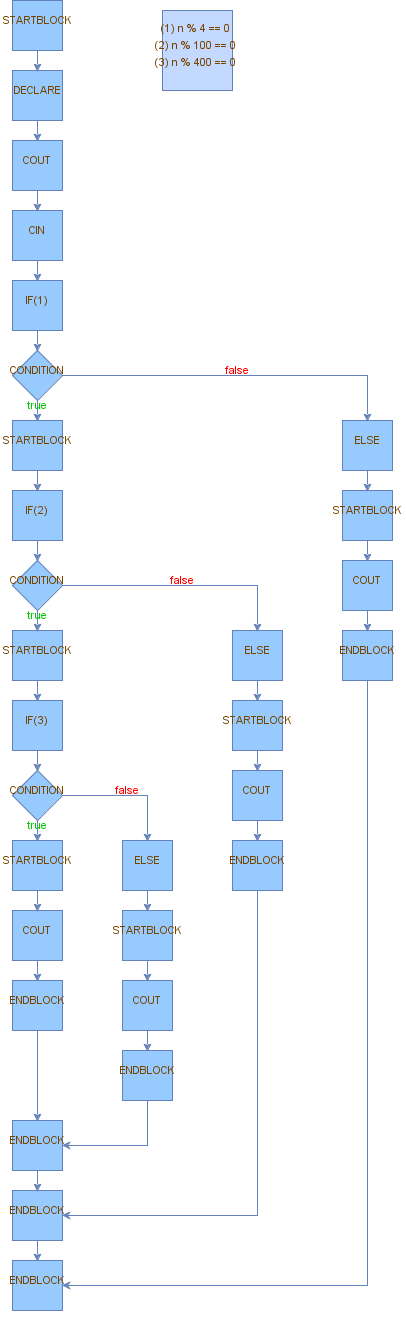 STARTBLOCK
(1) n % 4 == 0
(2) n % 100 == 0
(3) n % 400 == 0
DECLARE
COUT
CIN
IF(1)
CONDITION
false
true
STARTBLOCK
ELSE
IF(2)
STARTBLOCK
CONDITION
false
COUT
true
STARTBLOCK
ELSE
ENDBLOCK
IF(3)
STARTBLOCK
CONDITION
false
COUT
true
STARTBLOCK
ELSE
ENDBLOCK
COUT
STARTBLOCK
ENDBLOCK
COUT
ENDBLOCK
ENDBLOCK
ENDBLOCK
ENDBLOCK